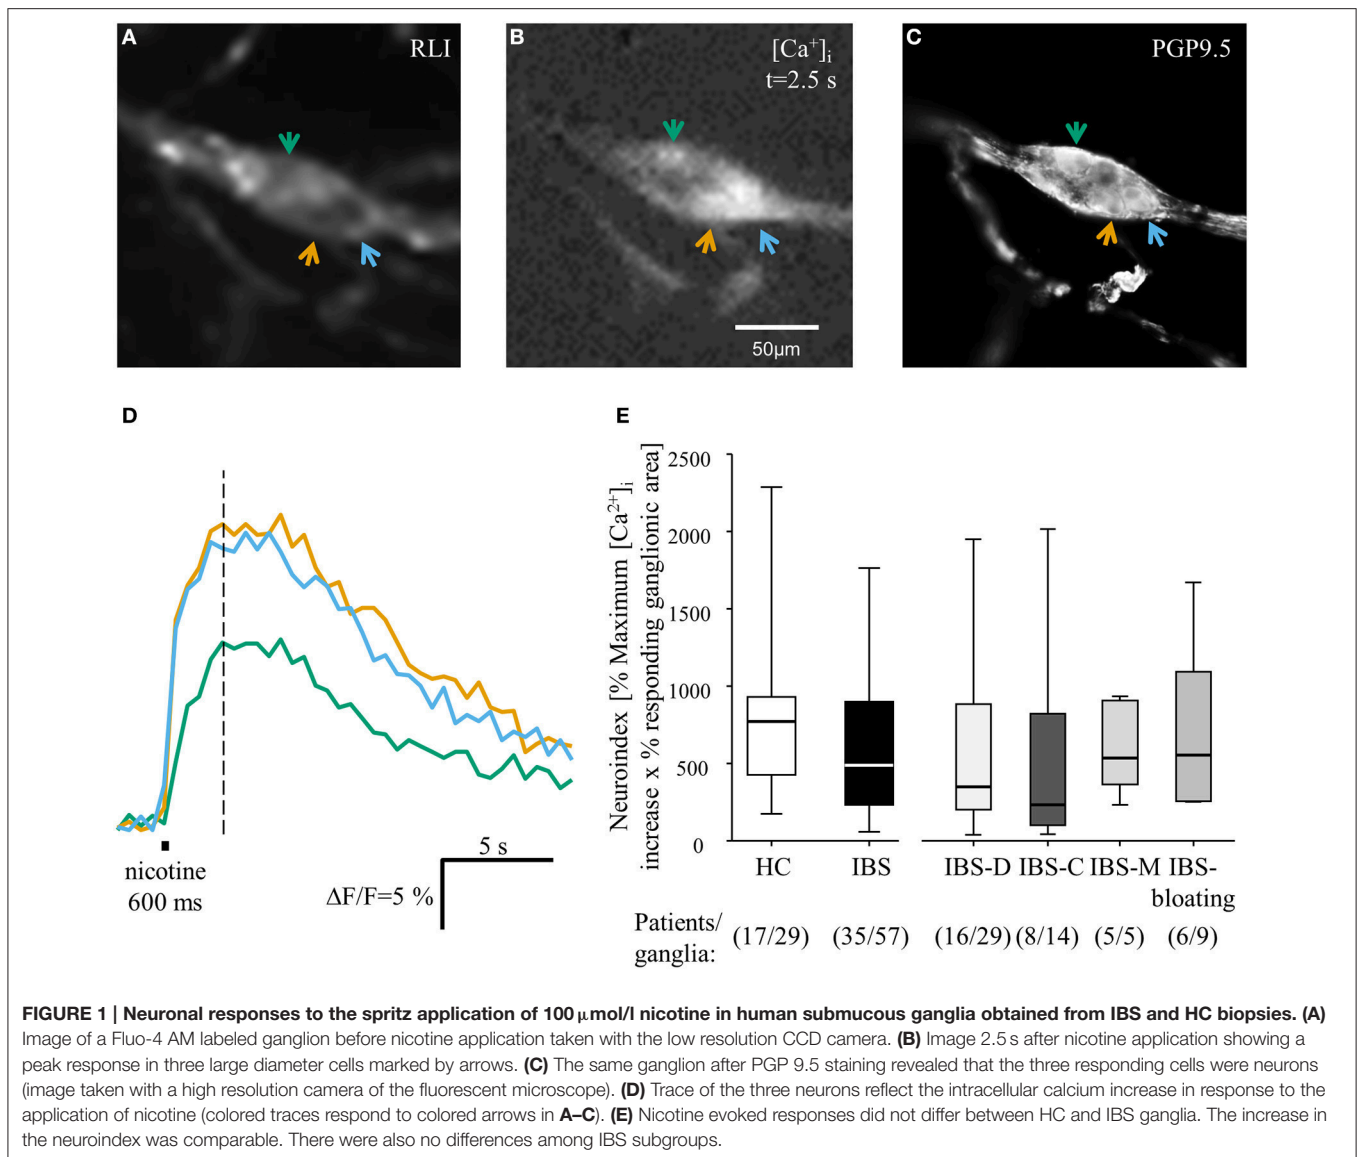 A
RLI
B
[Ca⁺]i
t=2.5 s
50µm
C
PGP9.5
D
nicotine
600 ms
5 s
ΔF/F=5 %
E
Neuroindex [% Maximum [Ca²⁺]i
increase x % responding ganglionic area]
2500
2000
1500
1000
500
0
HC
IBS
IBS-D
IBS-C
IBS-M
IBS-
bloating
Patients/
ganglia:
(17/29)
(35/57)
(16/29)
(8/14)
(5/5)
(6/9)
FIGURE 1 | Neuronal responses to the spritz application of 100 µmol/l nicotine in human submucous ganglia obtained from IBS and HC biopsies. (A)
Image of a Fluo-4 AM labeled ganglion before nicotine application taken with the low resolution CCD camera. (B) Image 2.5 s after nicotine application showing a
peak response in three large diameter cells marked by arrows. (C) The same ganglion after PGP 9.5 staining revealed that the three responding cells were neurons
(image taken with a high resolution camera of the fluorescent microscope). (D) Trace of the three neurons reflect the intracellular calcium increase in response to the
application of nicotine (colored traces respond to colored arrows in A–C). (E) Nicotine evoked responses did not differ between HC and IBS ganglia. The increase in
the neuroindex was comparable. There were also no differences among IBS subgroups.